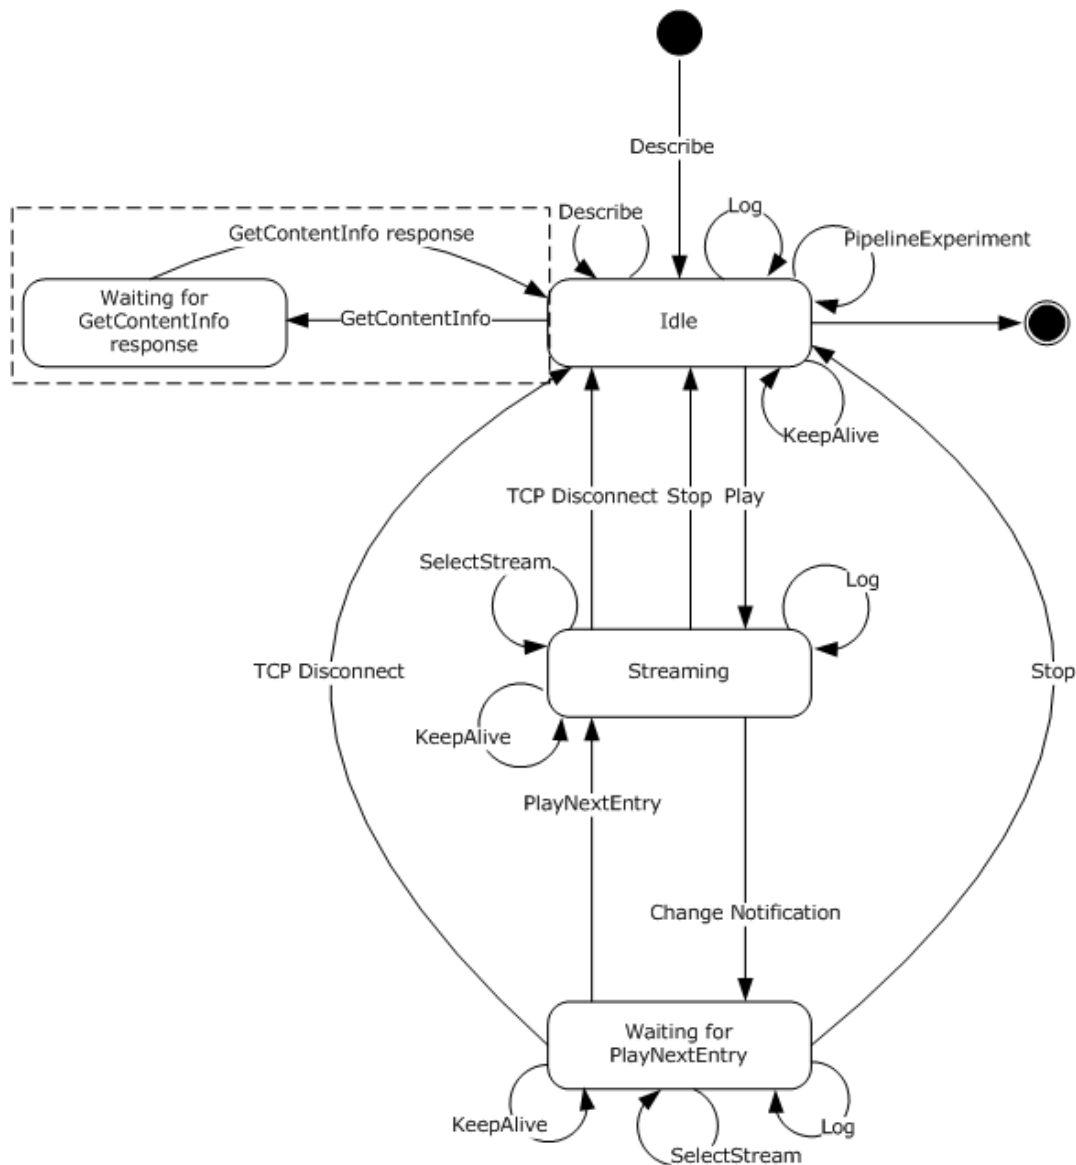 Describe
Describe
Log
GetContentInfo response
PipelineExperiment
Waiting for
GetContentInfo
response
GetContentInfo
Idle
KeepAlive
TCP Disconnect
Stop
Play
SelectStream
Log
TCP Disconnect
Streaming
Stop
KeepAlive
PlayNextEntry
Change Notification
Waiting for
PlayNextEntry
KeepAlive
SelectStream
Log